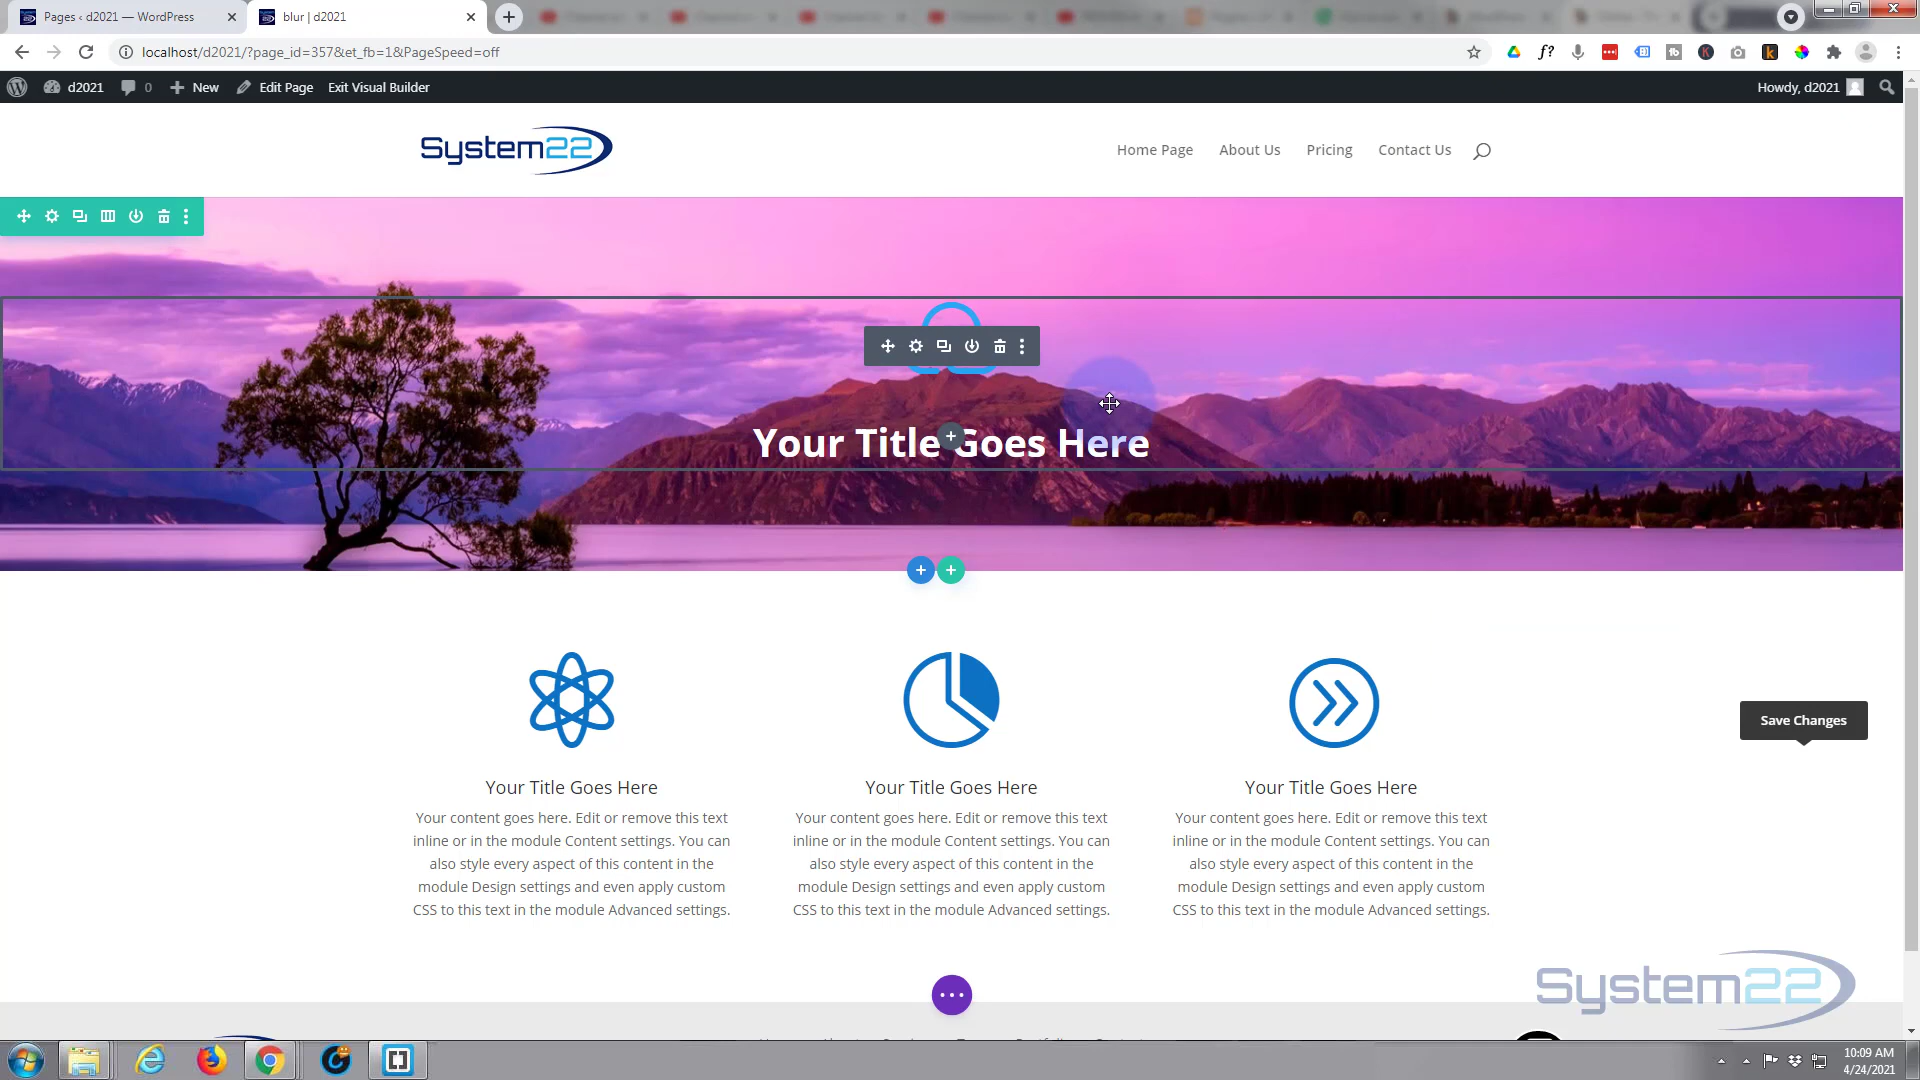 Pages ‹ d2021 — WordPress
blur | d2021
localhost/d2021/?page_id=357&et_fb=1&PageSpeed=off
d2021 0 New Edit Page Exit Visual Builder
Howdy, d2021
System22
Home Page About Us Pricing Contact Us
Your Title Goes Here
Save Changes
Your Title Goes Here
Your content goes here. Edit or remove this text
inline or in the module Content settings. You can
also style every aspect of this content in the
module Design settings and even apply custom
CSS to this text in the module Advanced settings.
Your Title Goes Here
Your content goes here. Edit or remove this text
inline or in the module Content settings. You can
also style every aspect of this content in the
module Design settings and even apply custom
CSS to this text in the module Advanced settings.
Your Title Goes Here
Your content goes here. Edit or remove this text
inline or in the module Content settings. You can
also style every aspect of this content in the
module Design settings and even apply custom
CSS to this text in the module Advanced settings.
System22
10:09 AM
4/24/2021